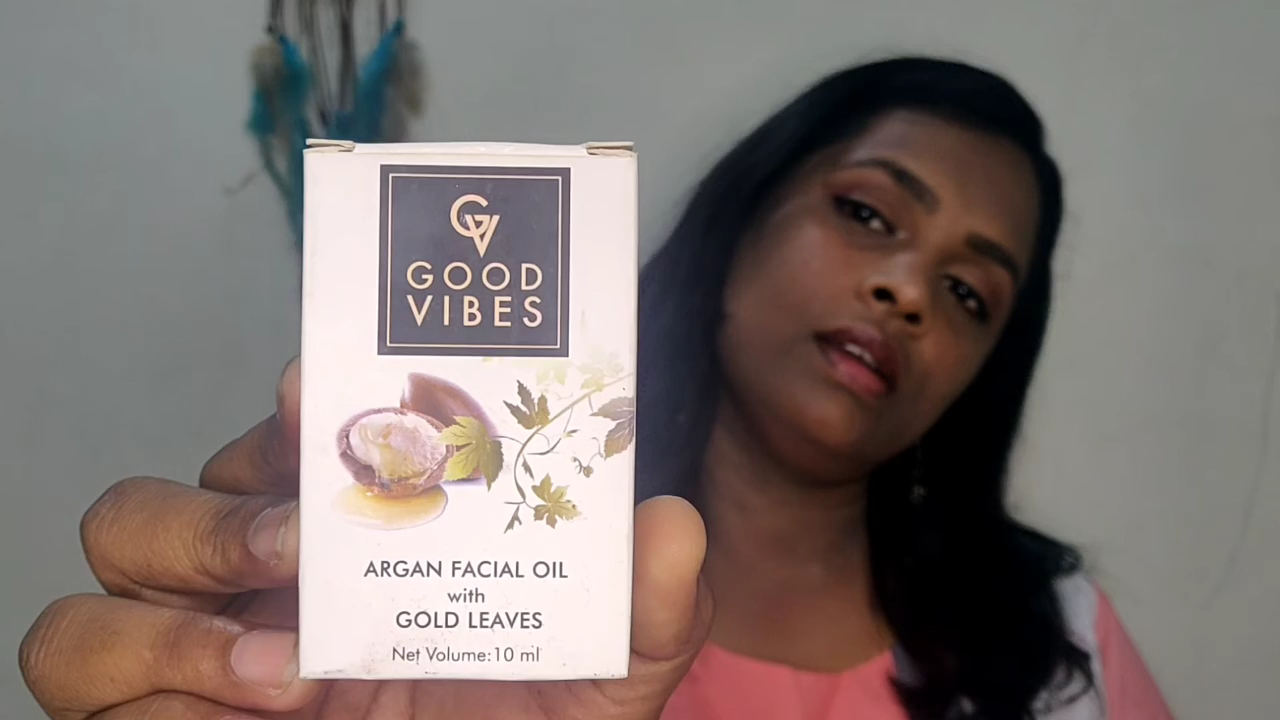 GV
GOOD
VIBES
ARGAN FACIAL OIL
with
GOLD LEAVES
Net Volume:10 ml